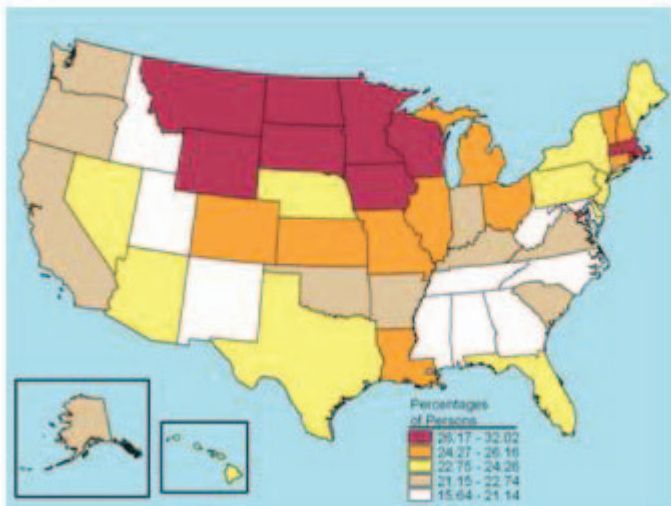 Percentages
of Persons
26.17 - 32.02
24.27 - 26.16
22.75 - 24.26
21.15 - 22.74
15.64 - 21.14